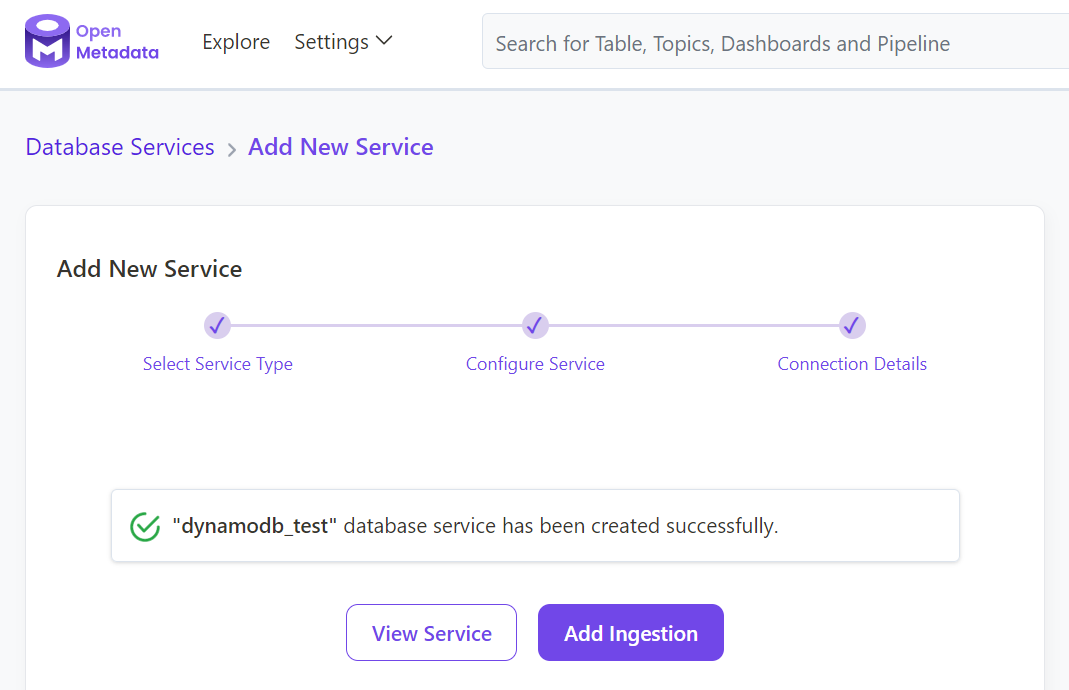 Open
Metadata
Explore
Settings
Search for Table, Topics, Dashboards and Pipeline
Database Services > Add New Service
Add New Service
Select Service Type
Configure Service
Connection Details
"dynamodb_test" database service has been created successfully.
View Service
Add Ingestion